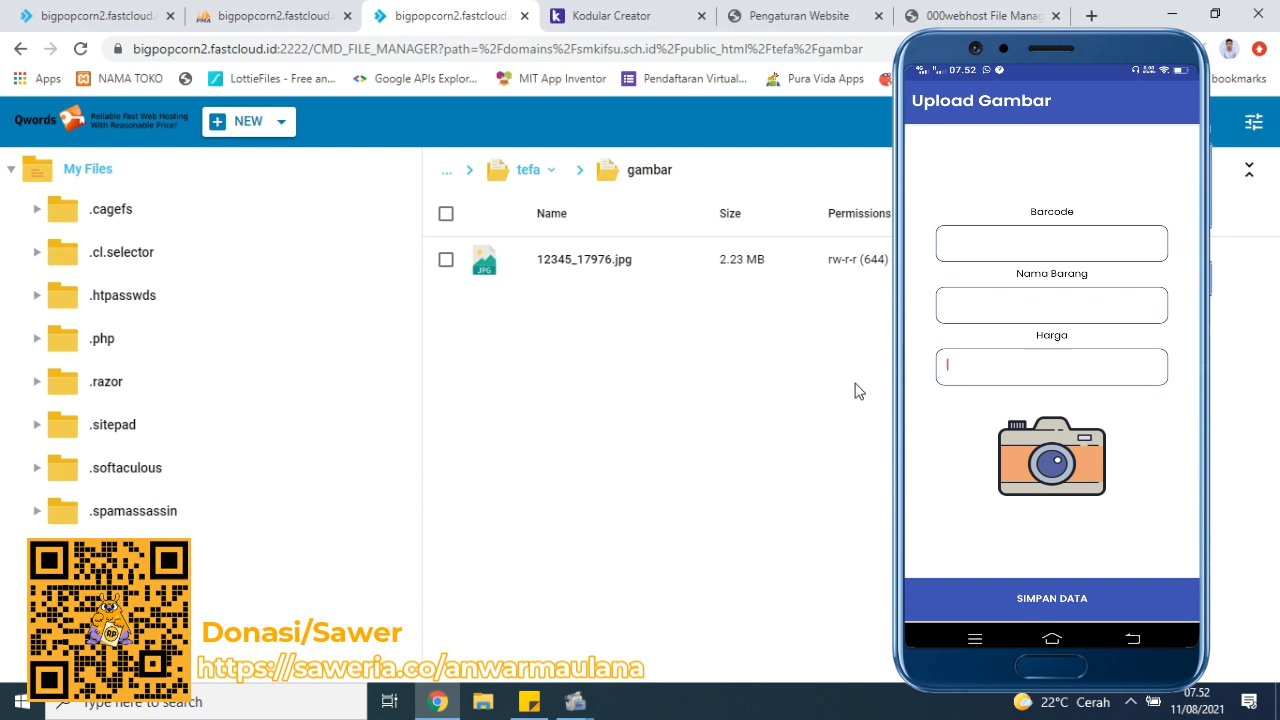 bigpopcorn2.fastcloud.
bigpopcorn2.fastcloud.
bigpopcorn2.fastcloud.
Kodular Creator
Pengaturan Website
000webhost File Mana
bigpopcorn2.fastcloud.id:2222/CMD_FILE_MANAGER?path=%2Fdomains%2Fsmkifsu.sch.id%2Fpublic_html%2Ftefa%2Fgambar
Apps
NAMA TOKO
LottieFiles - Free an...
Google APIs Explor...
MIT App Inventor
Pendaftaran Virtual...
Pura Vida Apps
bookmarks
Qwords
Reliable Fast Web Hosting
With Reasonable Price!
NEW
My Files
.cagefs
.cl.selector
.htpasswds
.php
.razor
.sitepad
.softaculous
.spamassassin
...
tefa
gambar
Name
Size
Permissions
12345_17976.jpg
2.23 MB
rw-r-r (644)
JPG
07.52
Upload Gambar
Barcode
Nama Barang
Harga
SIMPAN DATA
RP
Donasi/Sawer
https://saweria.co/anwarmaulana
Type here to search
22°C Cerah
07.52
11/08/2021